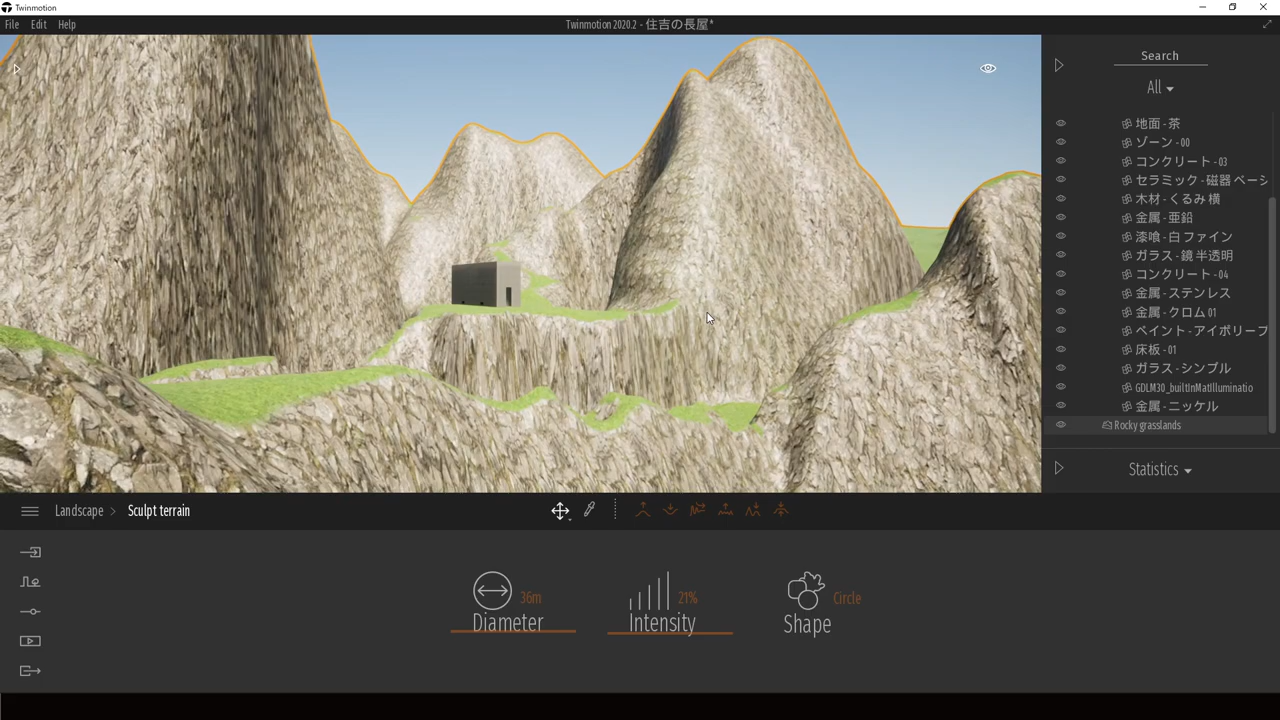 Twinmotion
File Edit Help
Twinmotion 2020.2 - 住吉の長屋*
Search
All
地面 - 茶
ゾーン - 00
コンクリート - 03
セラミック - 磁器 ベーシ
木材 - くるみ 横
金属 - 亜鉛
漆喰 - 白 ファイン
ガラス - 鏡 半透明
コンクリート - 04
金属 - ステンレス
金属 - クロム 01
ペイント - アイボリーブ
床板 - 01
ガラス - シンプル
GDLM30_builtInMatIlluminatio
金属 - ニッケル
Rocky grasslands
Statistics
Landscape > Sculpt terrain
36m
Diameter
21%
Intensity
Circle
Shape